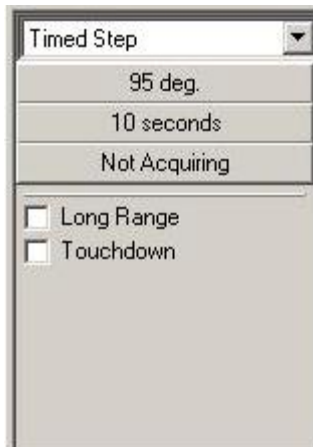 Timed Step
95 deg.
10 seconds
Not Acquiring
Long Range
Touchdown